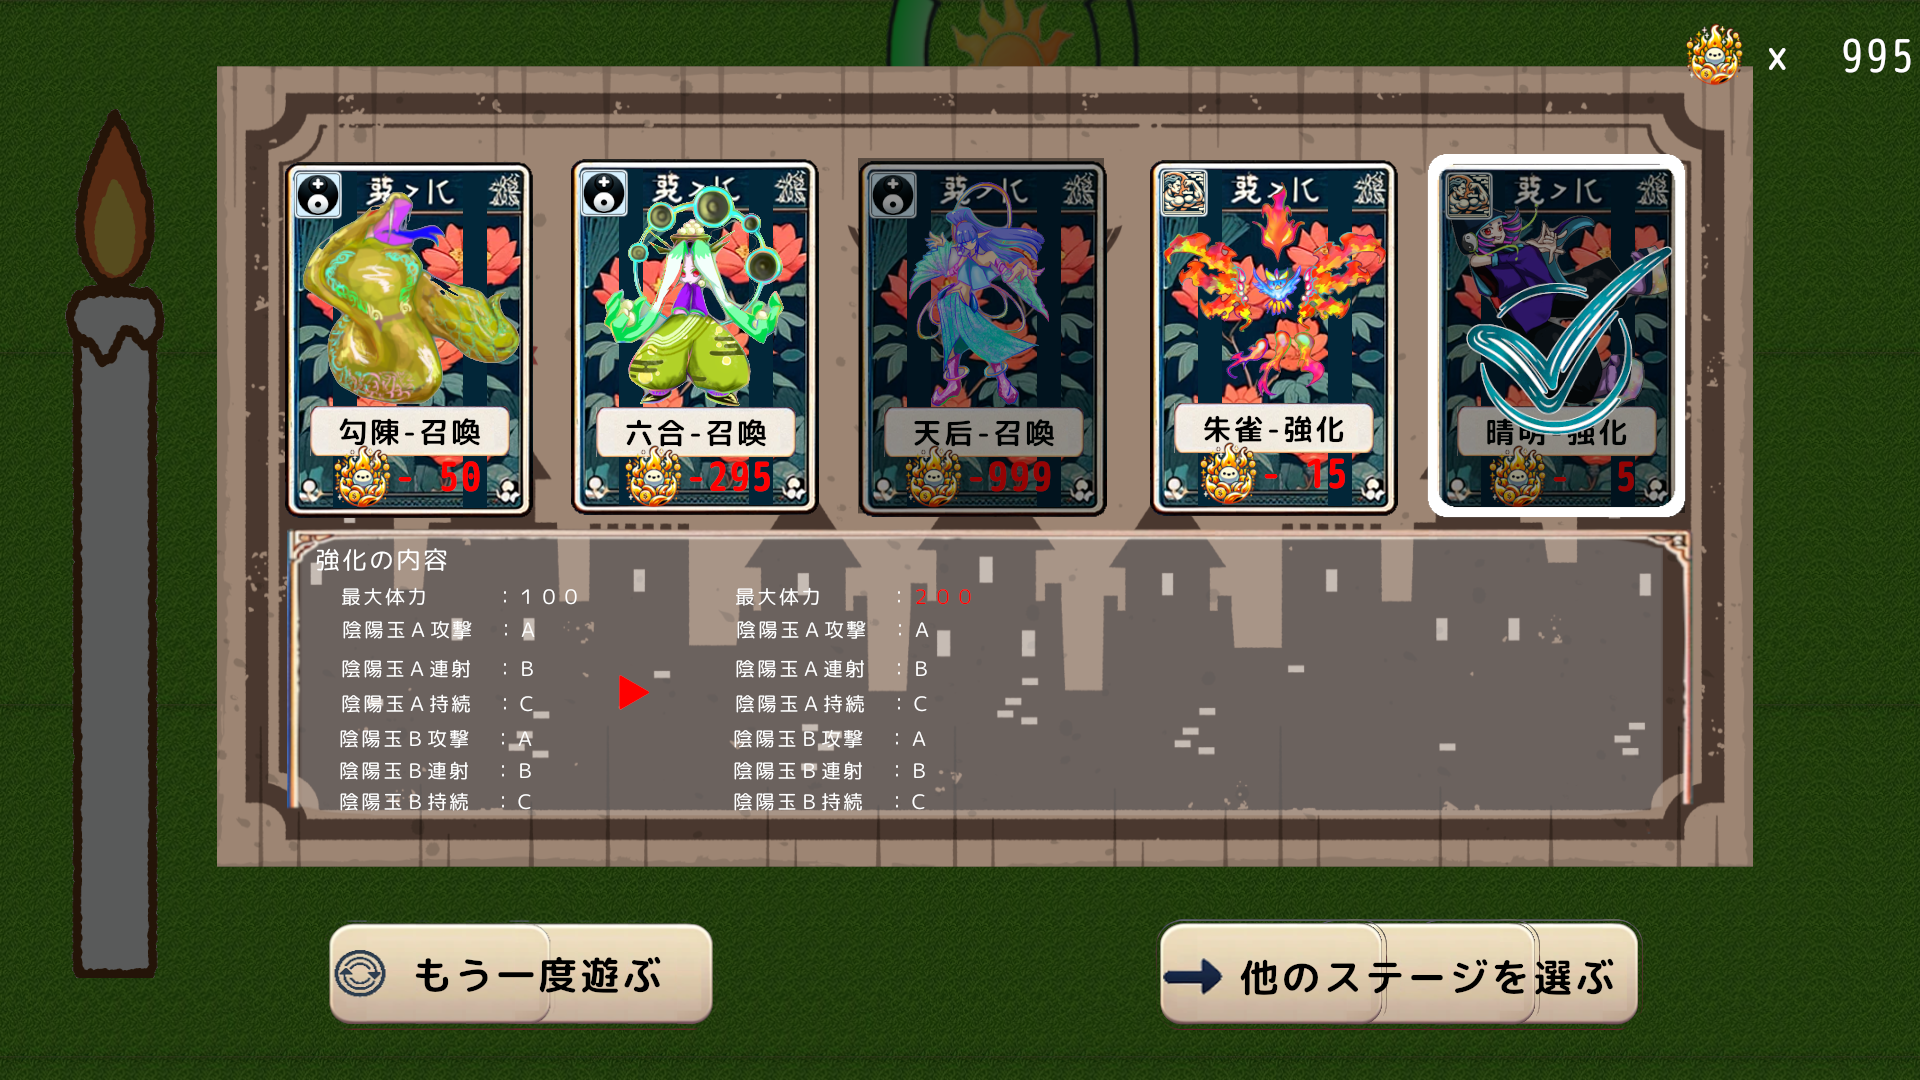 x 995
勾陳-召喚
- 50
六合-召喚
-295
天后-召喚
-999
朱雀-強化
- 15
晴明-強化
- 5
強化の内容
最大体力 :100
陰陽玉A攻撃 :A
陰陽玉A連射 :B
陰陽玉A持続 :C
陰陽玉B攻撃 :A
陰陽玉B連射 :B
陰陽玉B持続 :C
最大体力 :200
陰陽玉A攻撃 :A
陰陽玉A連射 :B
陰陽玉A持続 :C
陰陽玉B攻撃 :A
陰陽玉B連射 :B
陰陽玉B持続 :C
もう一度遊ぶ
他のステージを選ぶ